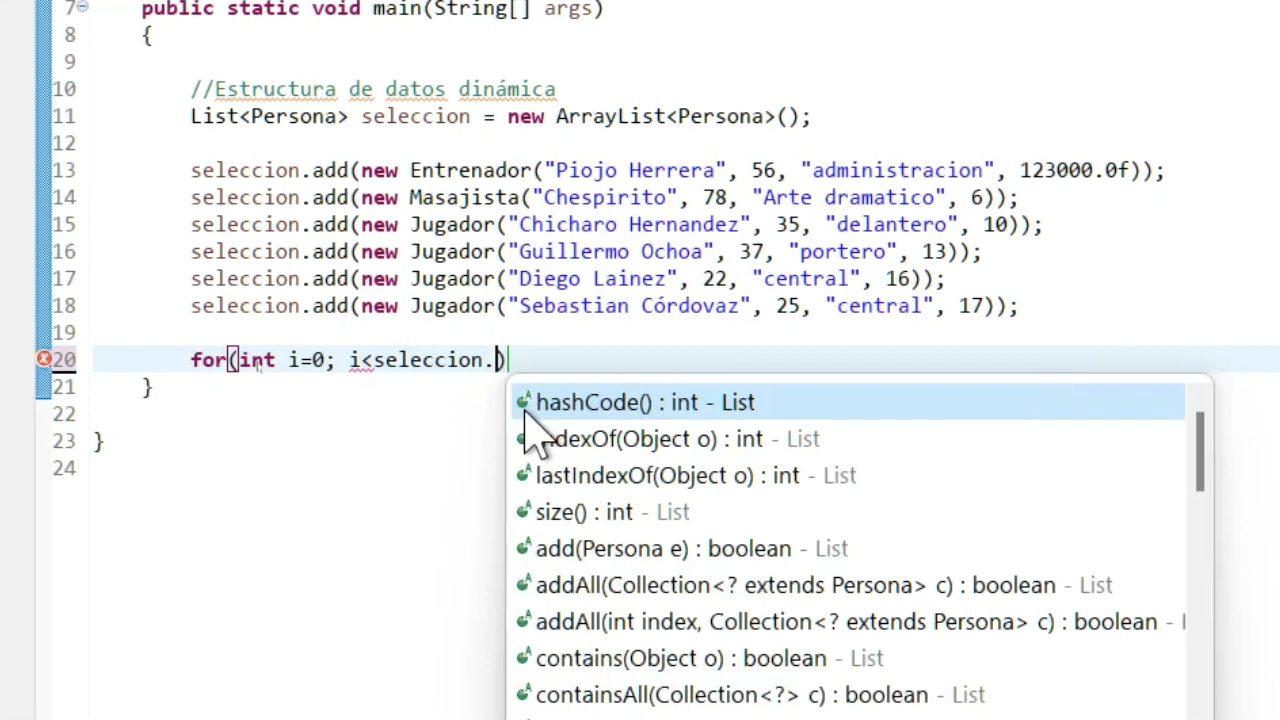 7 public static void main(String[] args)
8 {
9
10 //Estructura de datos dinámica
11 List<Persona> seleccion = new ArrayList<Persona>();
12
13 seleccion.add(new Entrenador("Piojo Herrera", 56, "administracion", 123000.0f));
14 seleccion.add(new Masajista("Chespirito", 78, "Arte dramatico", 6));
15 seleccion.add(new Jugador("Chicharo Hernandez", 35, "delantero", 10));
16 seleccion.add(new Jugador("Guillermo Ochoa", 37, "portero", 13));
17 seleccion.add(new Jugador("Diego Lainez", 22, "central", 16));
18 seleccion.add(new Jugador("Sebastian Córdovaz", 25, "central", 17));
19
20 for(int i=0; i<seleccion.)
21 }
22
23 }
24
hashCode() : int - List
indexOf(Object o) : int - List
lastIndexOf(Object o) : int - List
size() : int - List
add(Persona e) : boolean - List
addAll(Collection<? extends Persona> c) : boolean - List
addAll(int index, Collection<? extends Persona> c) : boolean -
contains(Object o) : boolean - List
containsAll(Collection<?> c) : boolean - List